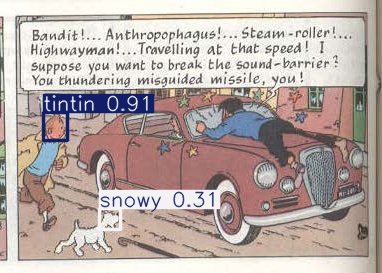 Bandit!... Anthropophagus!... Steam-roller!...
Highwayman!... Travelling at that speed! I
suppose you want to break the sound-barrier?
You thundering misguided missile, you!
tintin 0.91
snowy 0.31